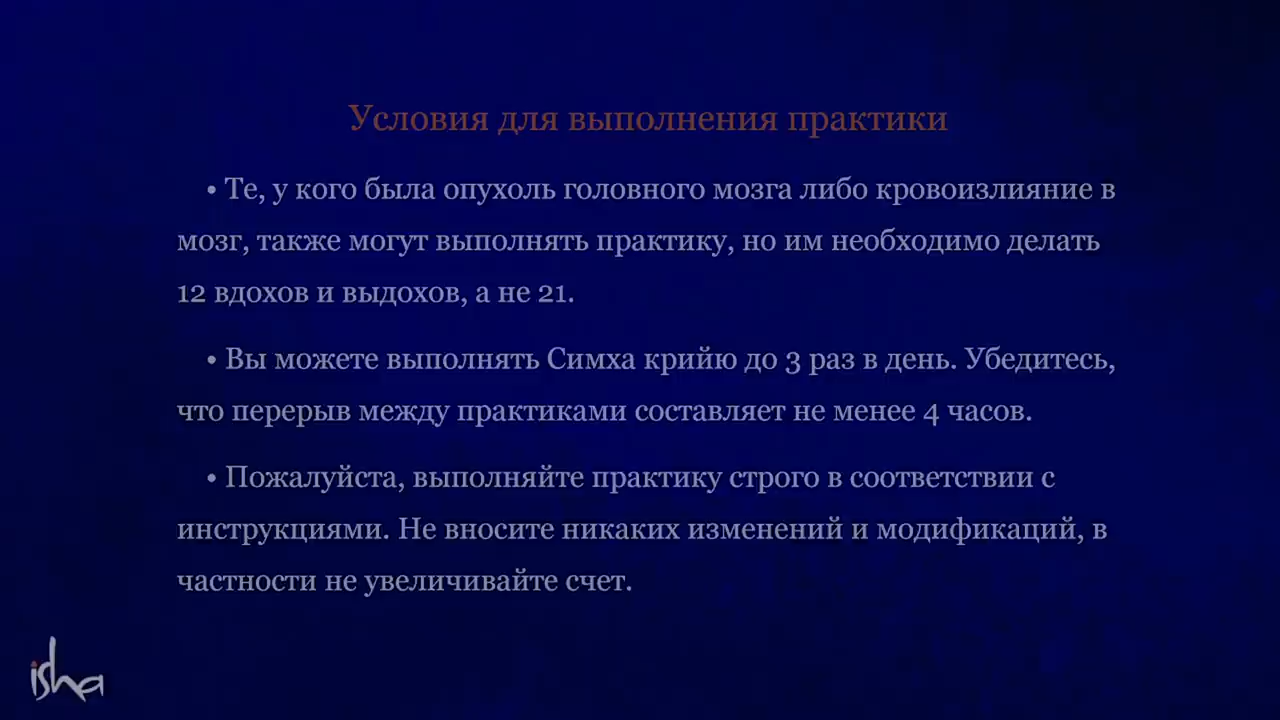 Условия для выполнения практики
• Те, у кого была опухоль головного мозга либо кровоизлияние в
мозг, также могут выполнять практику, но им необходимо делать
12 вдохов и выдохов, а не 21.
• Вы можете выполнять Симха крийю до 3 раз в день. Убедитесь,
что перерыв между практиками составляет не менее 4 часов.
• Пожалуйста, выполняйте практику строго в соответствии с
инструкциями. Не вносите никаких изменений и модификаций, в
частности не увеличивайте счет.
isha